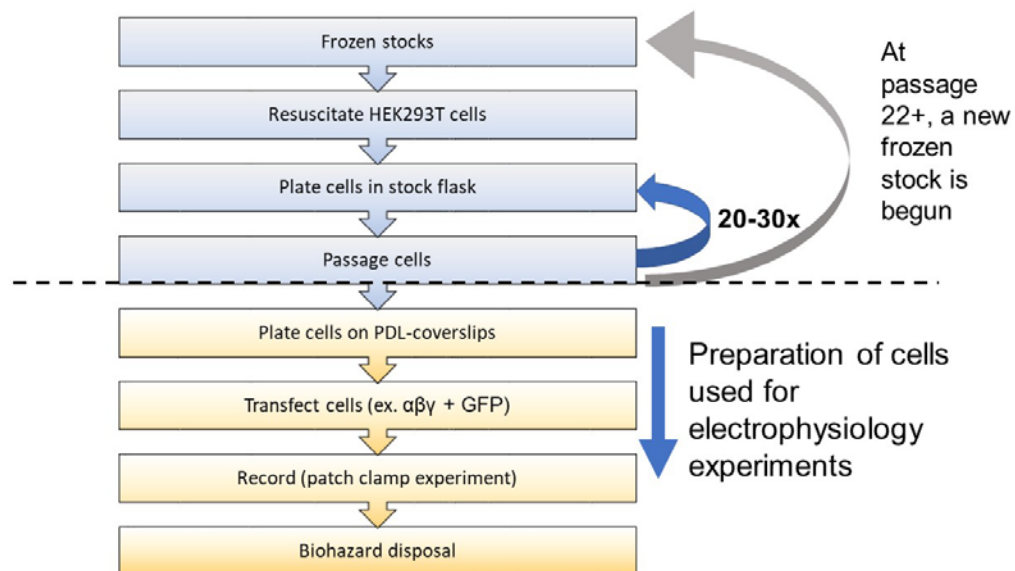 Frozen stocks
Resuscitate HEK293T cells
Plate cells in stock flask
Passage cells
20-30x
At
passage
22+, a new
frozen
stock is
begun
Plate cells on PDL-coverslips
Transfect cells (ex. αβγ + GFP)
Record (patch clamp experiment)
Biohazard disposal
Preparation of cells
used for
electrophysiology
experiments